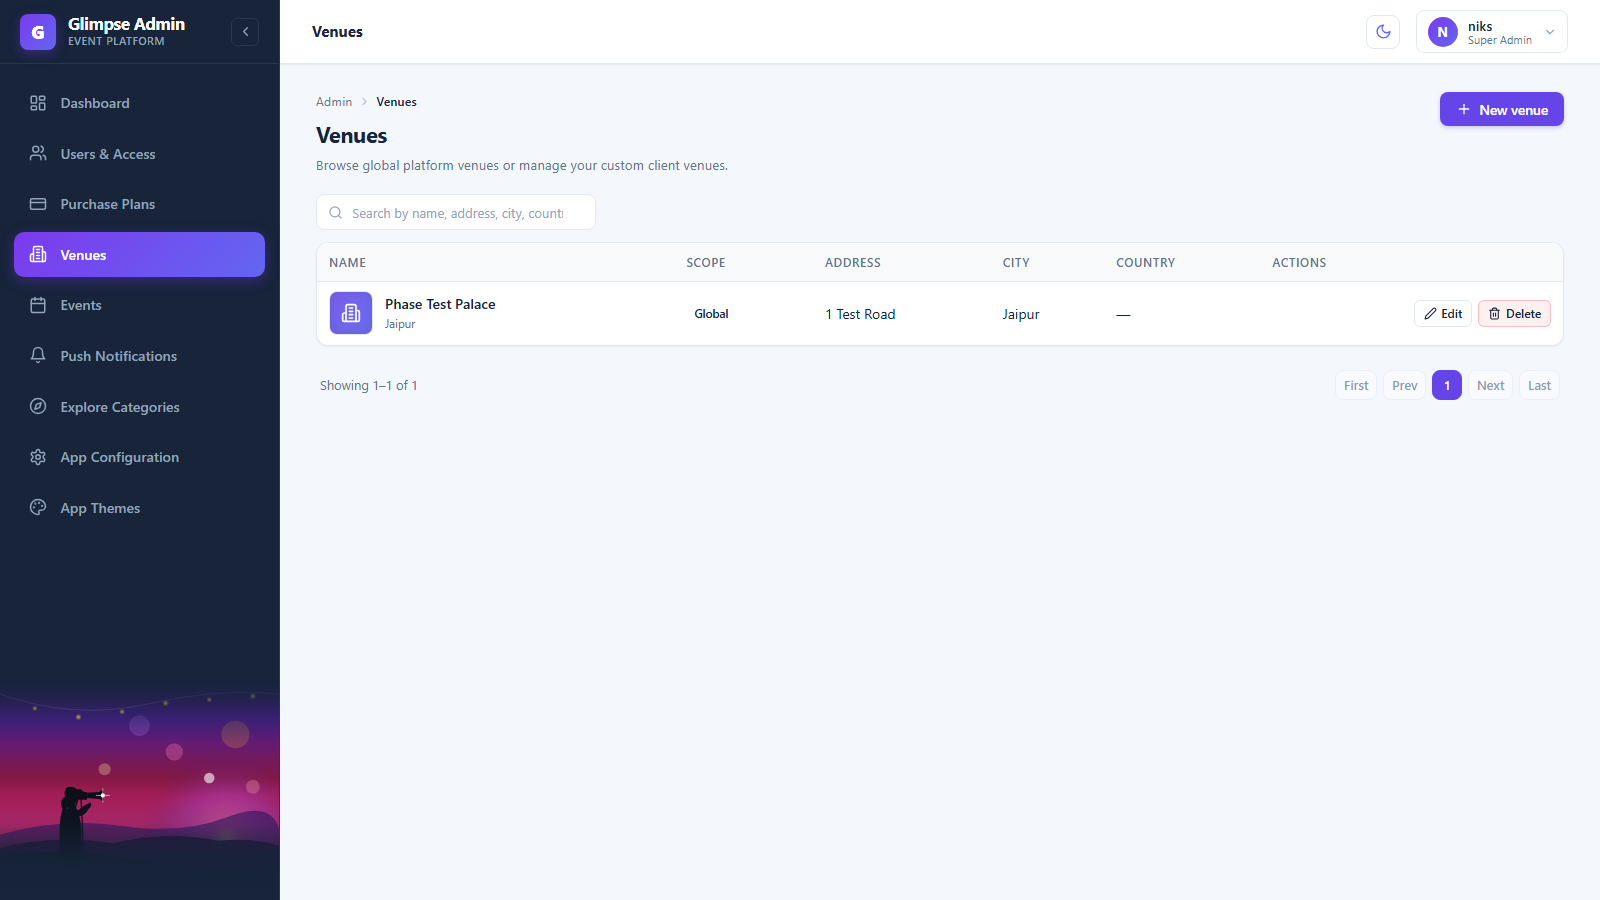 G
Glimpse Admin
EVENT PLATFORM
Dashboard
Users & Access
Purchase Plans
Venues
Events
Push Notifications
Explore Categories
App Configuration
App Themes
Venues
N
niks
Super Admin
Admin
Venues
New venue
Venues
Browse global platform venues or manage your custom client venues.
Search by name, address, city, count
NAME SCOPE ADDRESS CITY COUNTRY ACTIONS
Phase Test Palace
Jaipur
Global 1 Test Road Jaipur — Edit Delete
Showing 1–1 of 1
First Prev 1 Next Last